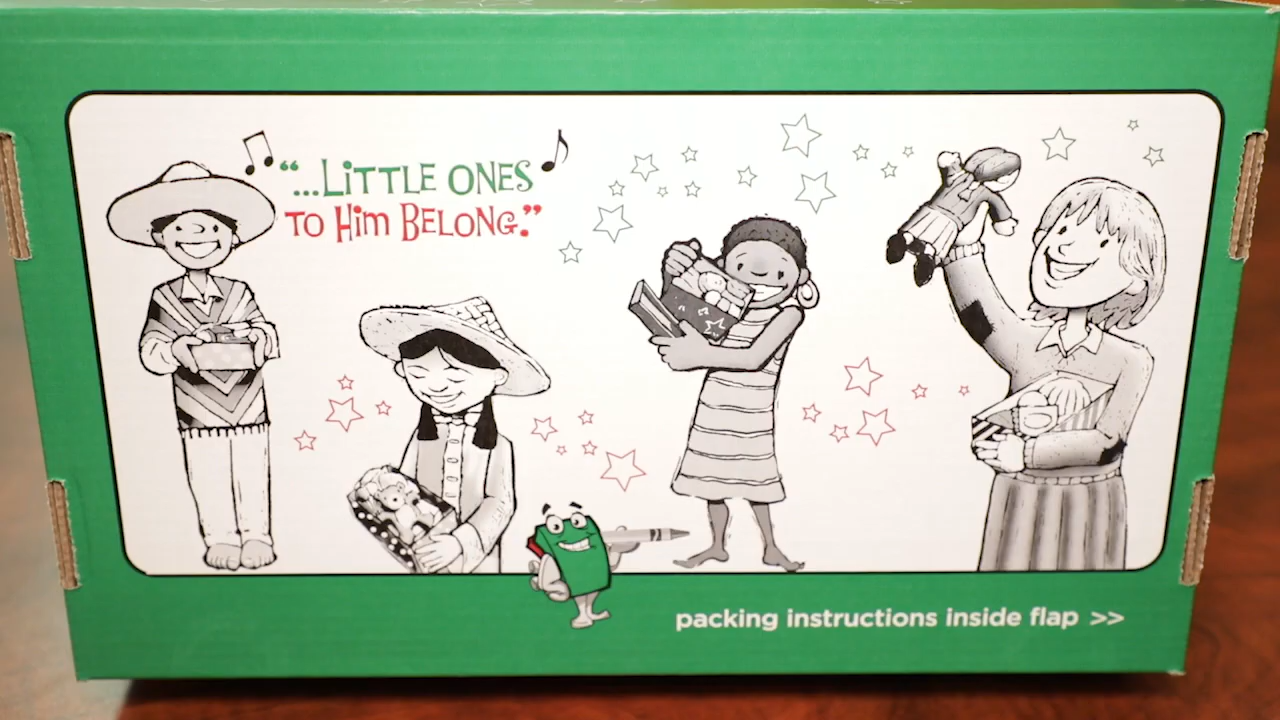 “...LiTTLE ONES
TO Him BELONG.”
packing instructions inside flap >>